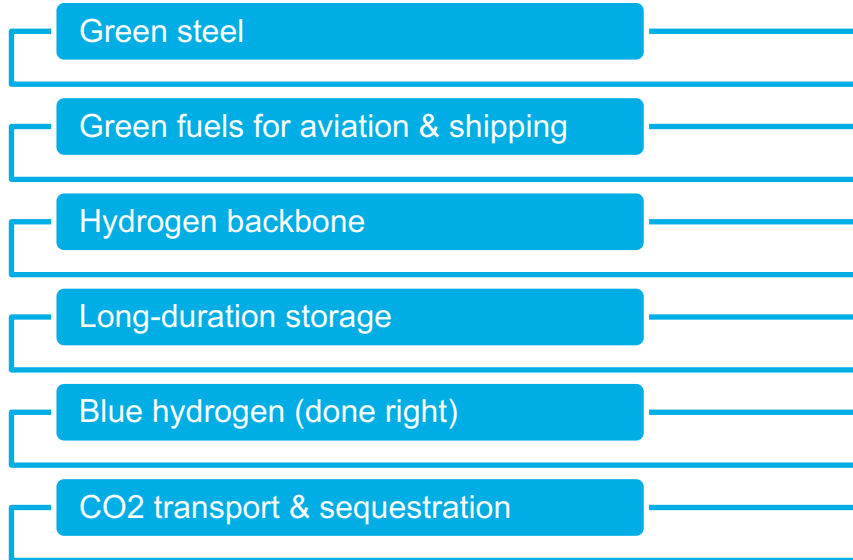 Green steel
Green fuels for aviation & shipping
Hydrogen backbone
Long-duration storage
Blue hydrogen (done right)
CO2 transport & sequestration